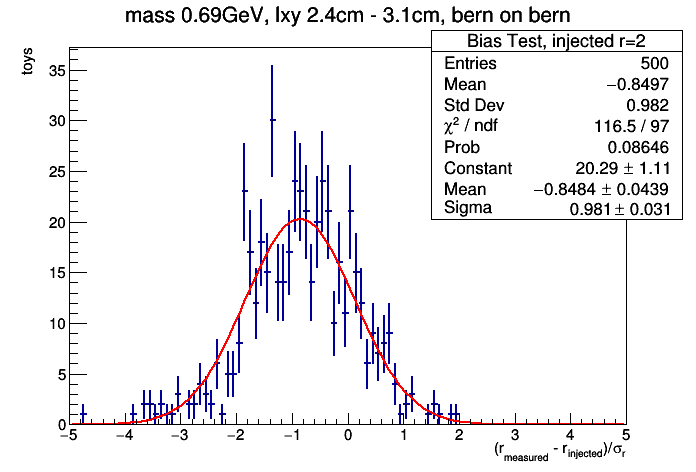 mass 0.69GeV, lxy 2.4cm - 3.1cm, bern on bern
Bias Test, injected r=2
Entries 500
Mean −0.8497
Std Dev 0.982
χ² / ndf 116.5 / 97
Prob 0.08646
Constant 20.29 ± 1.11
Mean −0.8484 ± 0.0439
Sigma 0.981 ± 0.031
toys
35
30
25
20
15
10
5
0
−5 −4 −3 −2 −1 0 1 2 3 4 5
(r_measured - r_injected)/σ_r